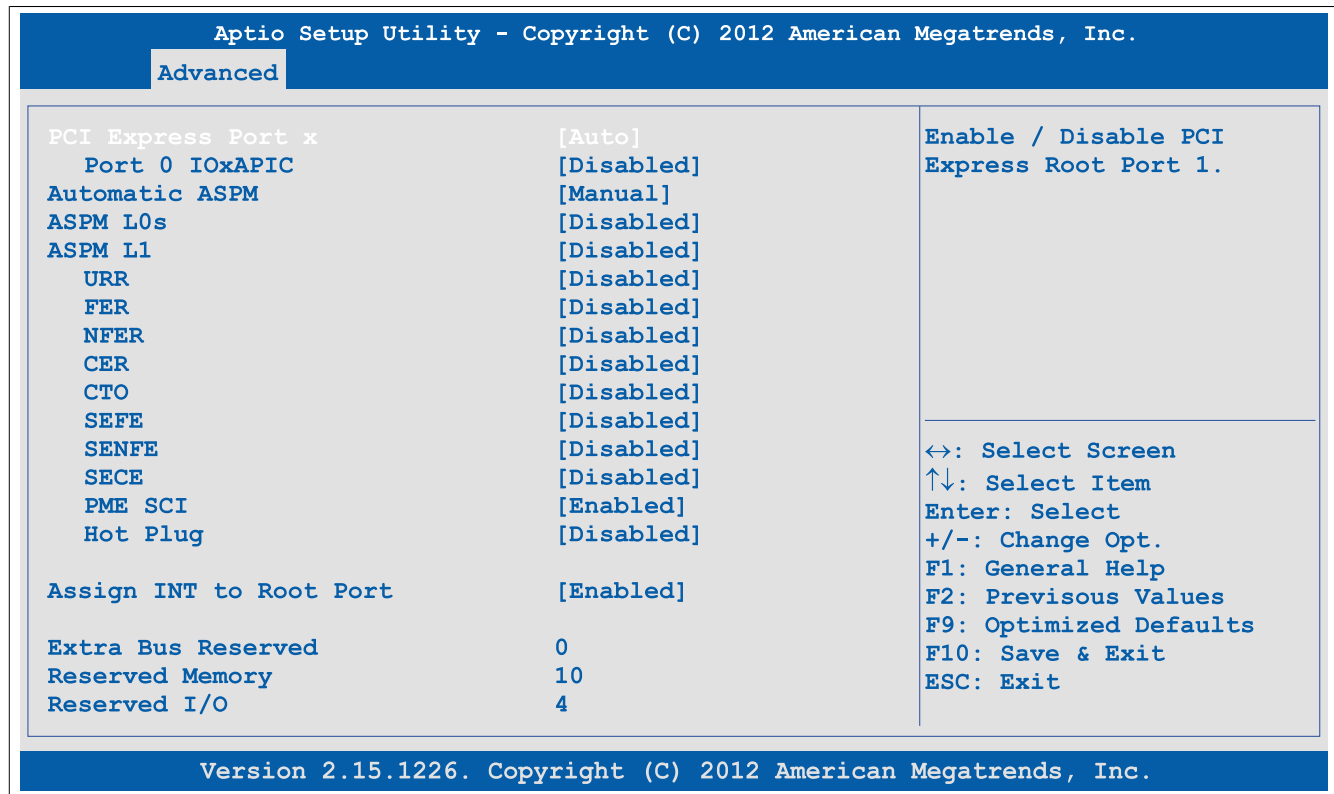 Aptio Setup Utility - Copyright (C) 2012 American Megatrends, Inc.
Advanced
PCI Express Port x [Auto]
Port 0 IOxAPIC [Disabled]
Automatic ASPM [Manual]
ASPM L0s [Disabled]
ASPM L1 [Disabled]
URR [Disabled]
FER [Disabled]
NFER [Disabled]
CER [Disabled]
CTO [Disabled]
SEFE [Disabled]
SENFE [Disabled]
SECE [Disabled]
PME SCI [Enabled]
Hot Plug [Disabled]
Assign INT to Root Port [Enabled]
Extra Bus Reserved 0
Reserved Memory 10
Reserved I/O 4
Enable / Disable PCI
Express Root Port 1.
↔: Select Screen
↑↓: Select Item
Enter: Select
+/-: Change Opt.
F1: General Help
F2: Previsous Values
F9: Optimized Defaults
F10: Save & Exit
ESC: Exit
Version 2.15.1226. Copyright (C) 2012 American Megatrends, Inc.